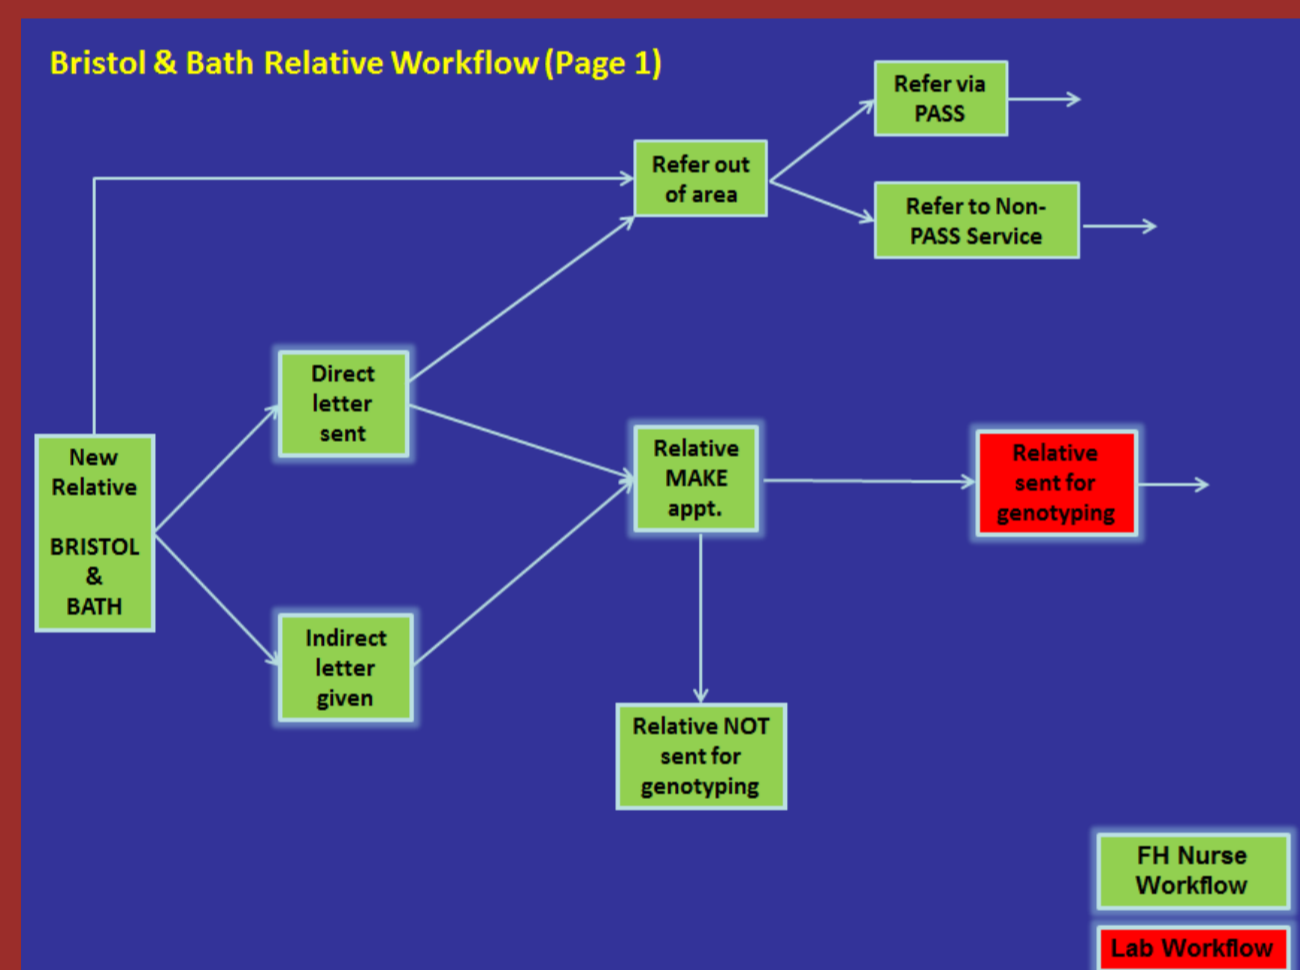 Bristol & Bath Relative Workflow (Page 1)
Refer via
PASS
Refer out
of area
Refer to Non-
PASS Service
Direct
letter
sent
New
Relative
BRISTOL
&
BATH
Relative
MAKE
appt.
Relative
sent for
genotyping
Indirect
letter
given
Relative NOT
sent for
genotyping
FH Nurse
Workflow
Lab Workflow